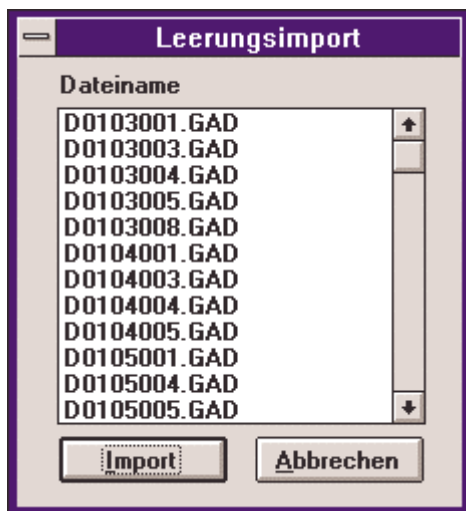 Leerungsimport
Dateiname
D0103001.GAD
D0103003.GAD
D0103004.GAD
D0103005.GAD
D0103008.GAD
D0104001.GAD
D0104003.GAD
D0104004.GAD
D0104005.GAD
D0105001.GAD
D0105004.GAD
D0105005.GAD
Import Abbrechen